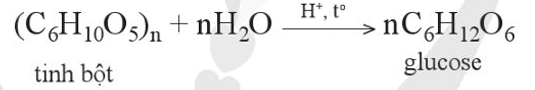 (C₆H₁₀O₅)ₙ + nH₂O —H⁺, t°→ nC₆H₁₂O₆
tinh bột glucose